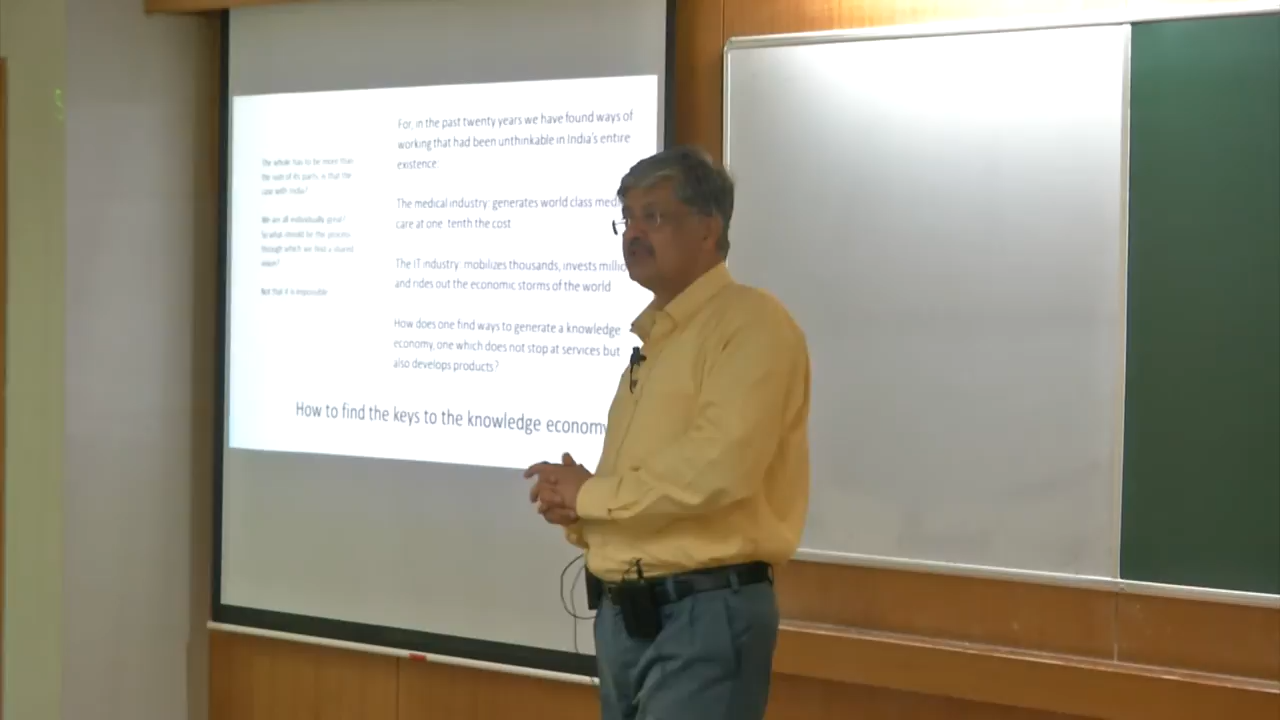 The whole has to be more than
the sum of its parts, is that the
case with India?
We are all individually great?
So what should be the process
through which we find a shared
vision?
Not that it is impossible
For, in the past twenty years we have found ways of
working that had been unthinkable in India's entire
existence.
The medical industry: generates world class
care at one tenth the cost
The IT industry mobilizes thousands, invests
and rides out the economic storms of the world
How does one find ways to generate a knowledge
economy, one which does not stop at services but
also develops products?
How to find the keys to the knowledge economy